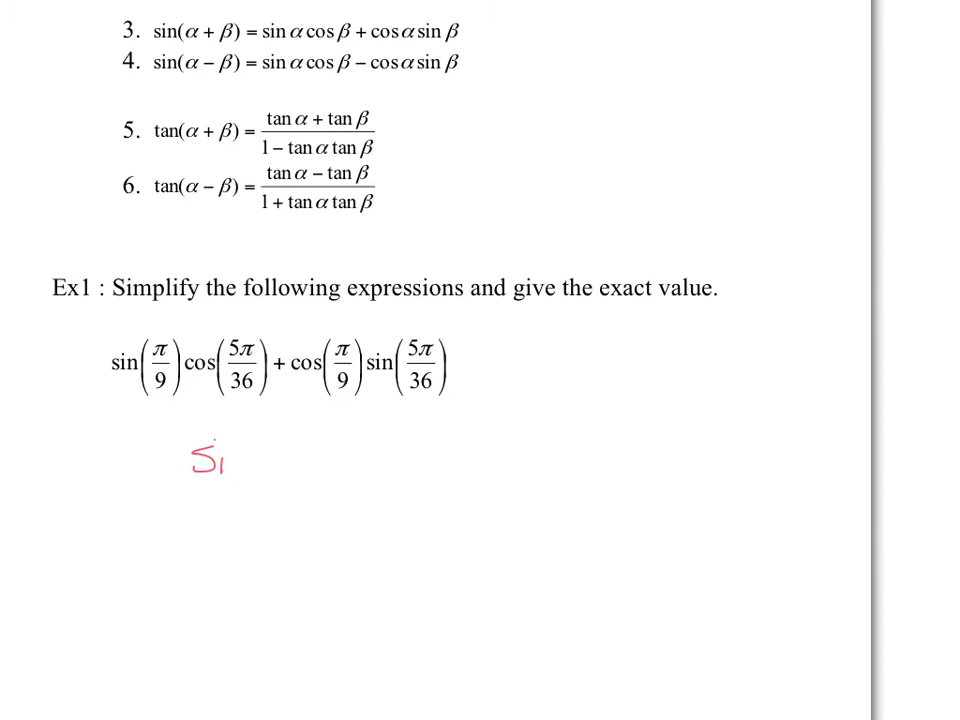 3. sin(α + β) = sin α cos β + cos α sin β
4. sin(α − β) = sin α cos β − cos α sin β
5. tan(α + β) = (tan α + tan β)/(1 − tan α tan β)
6. tan(α − β) = (tan α − tan β)/(1 + tan α tan β)
Ex1 : Simplify the following expressions and give the exact value.
sin(π/9) cos(5π/36) + cos(π/9) sin(5π/36)
Si